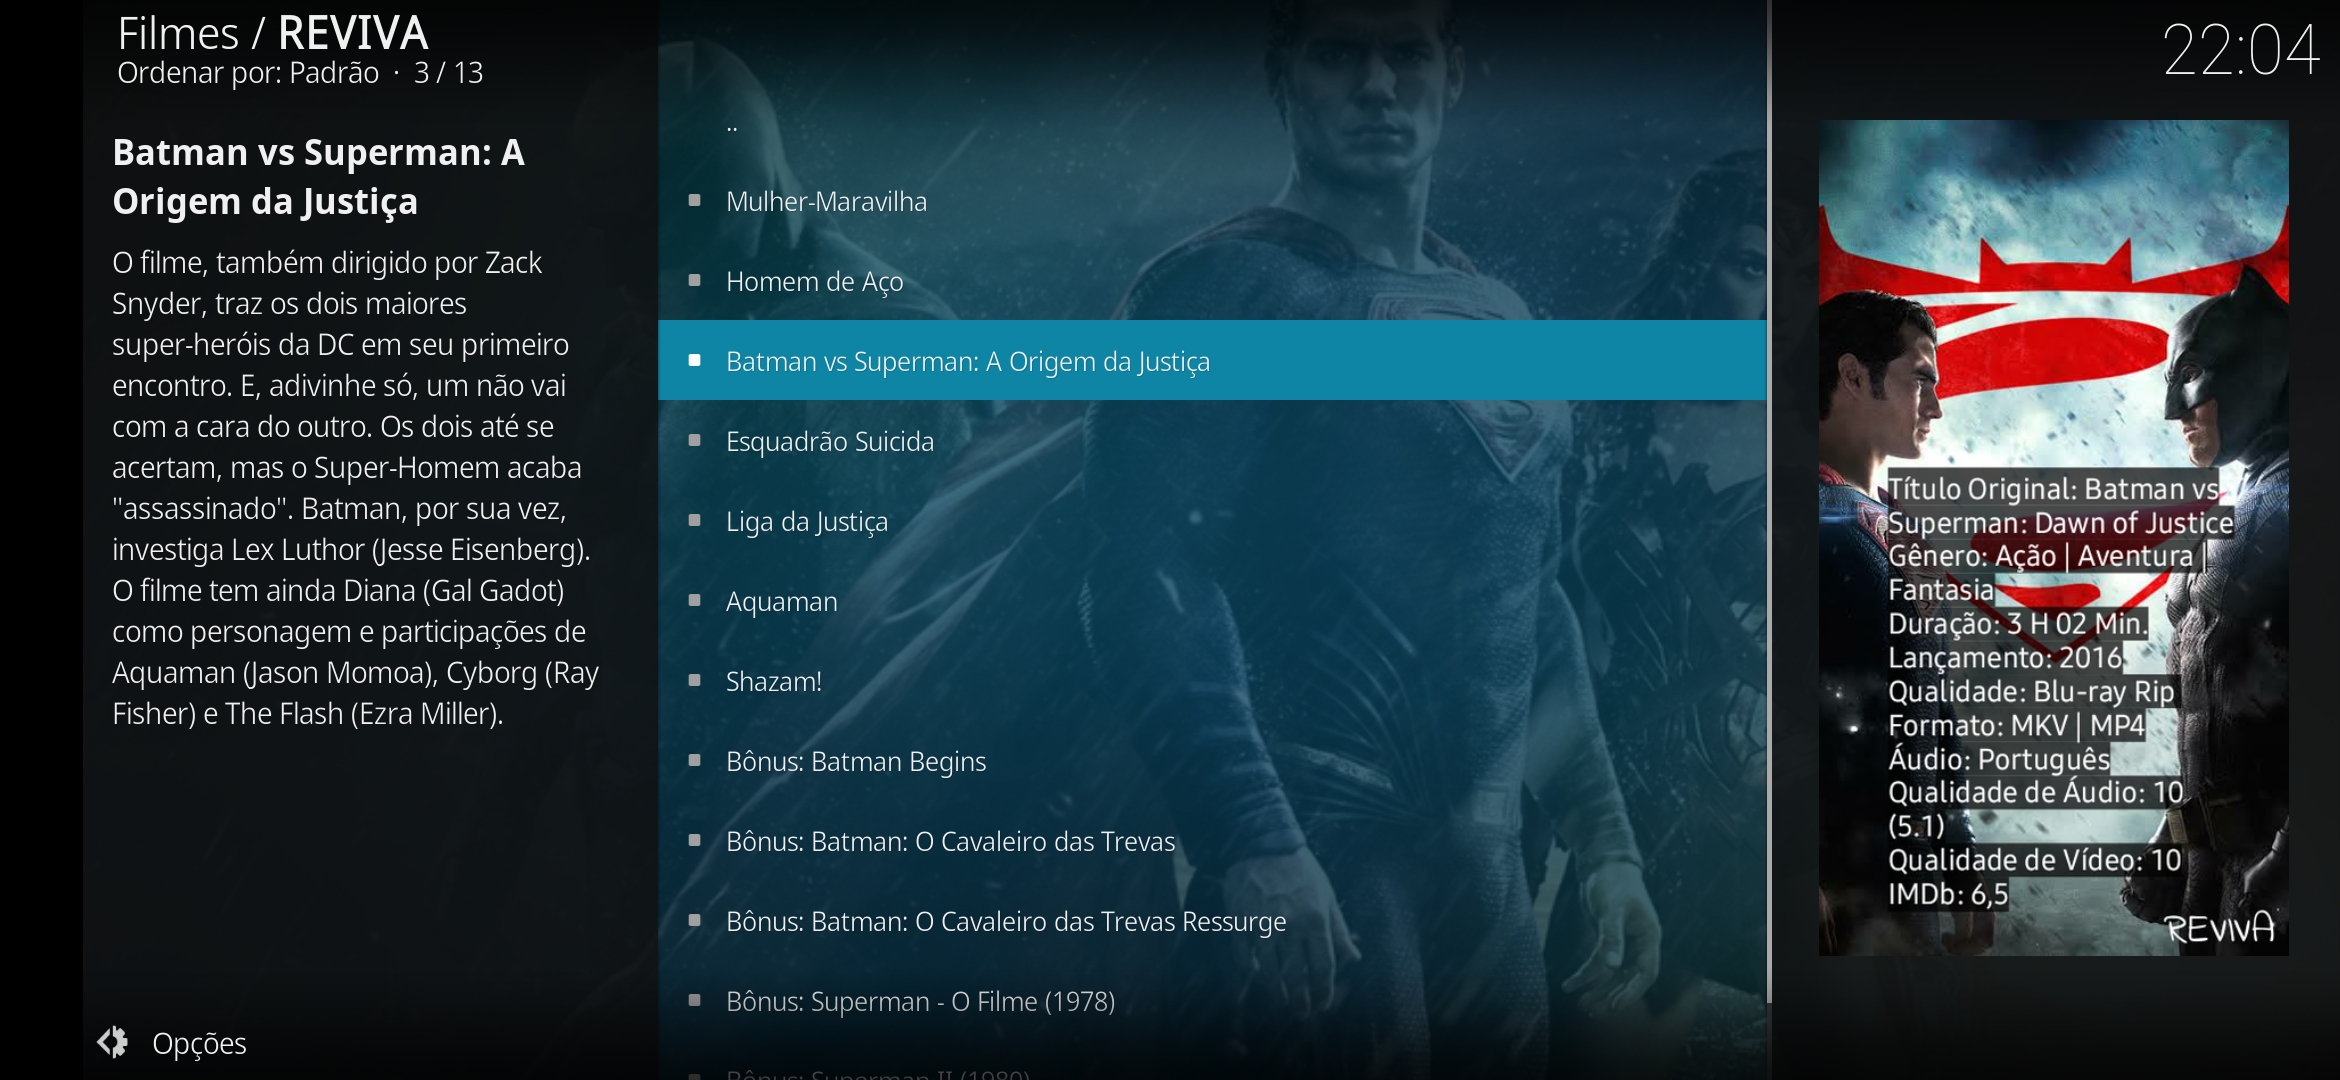 Filmes / REVIVA
Ordenar por: Padrão · 3 / 13
22:04
Batman vs Superman: A
Origem da Justiça
O filme, também dirigido por Zack
Snyder, traz os dois maiores
super-heróis da DC em seu primeiro
encontro. E, adivinhe só, um não vai
com a cara do outro. Os dois até se
acertam, mas o Super-Homem acaba
"assassinado". Batman, por sua vez,
investiga Lex Luthor (Jesse Eisenberg).
O filme tem ainda Diana (Gal Gadot)
como personagem e participações de
Aquaman (Jason Momoa), Cyborg (Ray
Fisher) e The Flash (Ezra Miller).
Opções
..
Mulher-Maravilha
Homem de Aço
Batman vs Superman: A Origem da Justiça
Esquadrão Suicida
Liga da Justiça
Aquaman
Shazam!
Bônus: Batman Begins
Bônus: Batman: O Cavaleiro das Trevas
Bônus: Batman: O Cavaleiro das Trevas Ressurge
Bônus: Superman - O Filme (1978)
Bônus: Superman II (1980)
Título Original: Batman vs
Superman: Dawn of Justice
Gênero: Ação | Aventura |
Fantasia
Duração: 3 H 02 Min.
Lançamento: 2016
Qualidade: Blu-ray Rip
Formato: MKV | MP4
Áudio: Português
Qualidade de Áudio: 10
(5.1)
Qualidade de Vídeo: 10
IMDb: 6,5
REVIVA